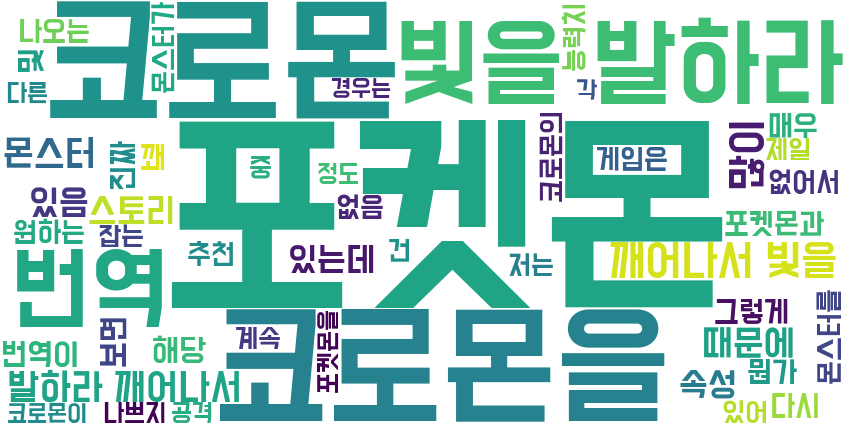 나오는
몬스터가
코로몬
빛을
발하라
능력치
및
다른
경우는
각
포켓몬
몬스터
진짜
꽤
중
정도
코로몬의
게임은
많이
매우
제일
없어서
있음
스토리
없음
포켓몬과
원하는
잡는
추천
있는데
건
저는
깨어나서 빛을
번역
코로몬을
그렇게
번역이
보면
해당
계속
포켓몬을
때문에
뭔가
몬스터를
발하라 깨어나서
속성
코로몬이
나쁘지
공격
있어
다시